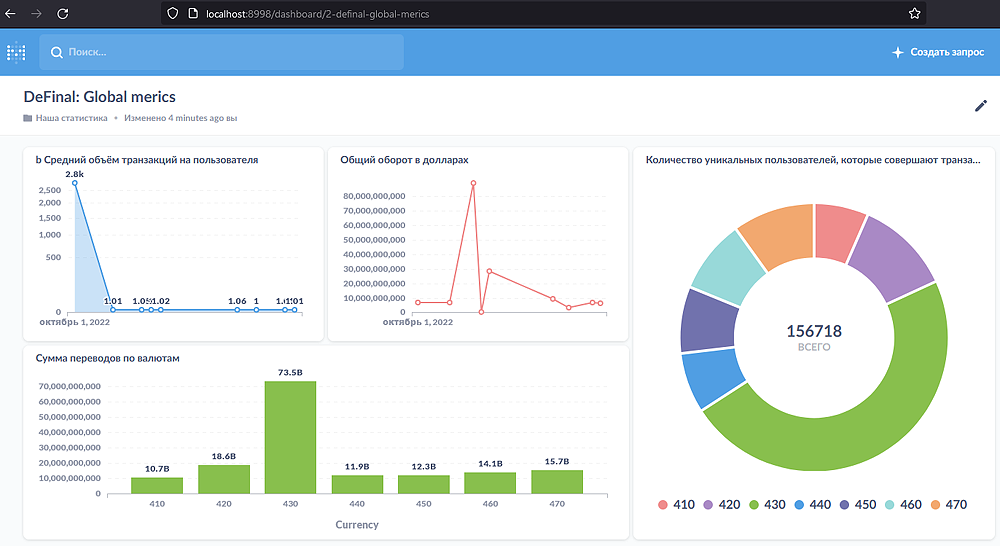 localhost:8998/dashboard/2-definal-global-merics
Поиск...
Создать запрос
DeFinal: Global merics
Наша статистика • Изменено 4 minutes ago вы
b Средний объём транзакций на пользователя
2.8k
2,500
2,000
1,500
1,000
500
0
1.01
1.02
1.06
1
октябрь 1, 2022
Общий оборот в долларах
80,000,000,000
70,000,000,000
60,000,000,000
50,000,000,000
40,000,000,000
30,000,000,000
20,000,000,000
10,000,000,000
0
октябрь 1, 2022
Количество уникальных пользователей, которые совершают транза...
156718
ВСЕГО
410 420 430 440 450 460 470
Сумма переводов по валютам
70,000,000,000
60,000,000,000
50,000,000,000
40,000,000,000
30,000,000,000
20,000,000,000
10,000,000,000
0
10.7B 18.6B 73.5B 11.9B 12.3B 14.1B 15.7B
410 420 430 440 450 460 470
Currency